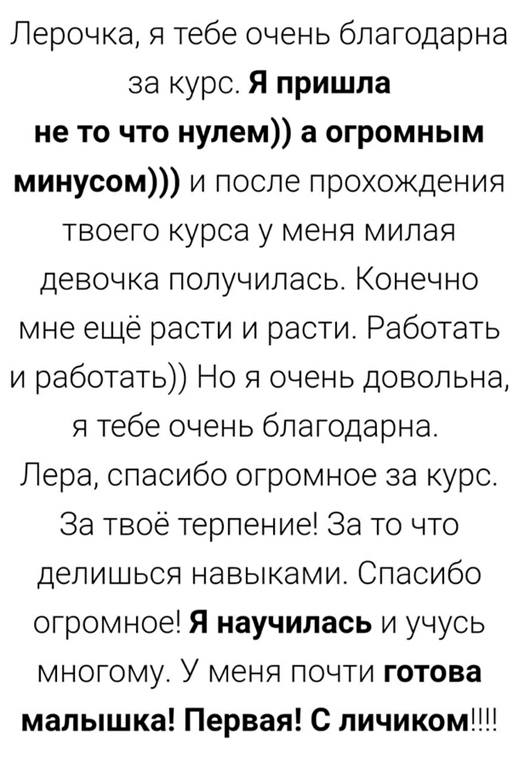 Лерочка, я тебе очень благодарна
за курс. Я пришла
не то что нулем)) а огромным
минусом))) и после прохождения
твоего курса у меня милая
девочка получилась. Конечно
мне ещё расти и расти. Работать
и работать)) Но я очень довольна,
я тебе очень благодарна.
Лера, спасибо огромное за курс.
За твоё терпение! За то что
делишься навыками. Спасибо
огромное! Я научилась и учусь
многому. У меня почти готова
малышка! Первая! С личиком!!!!